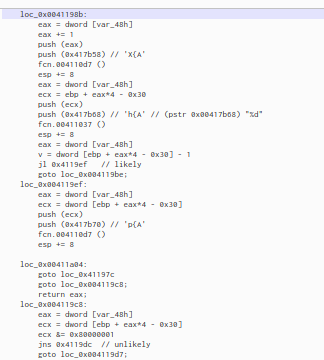 loc_0x0041198b:
eax = dword [var_48h]
eax += 1
push (eax)
push (0x417b58) // 'X{A'
fcn.004110d7 ()
esp += 8
eax = dword [var_48h]
ecx = ebp + eax*4 - 0x30
push (ecx)
push (0x417b68) // 'h{A' // (pstr 0x00417b68) "%d"
fcn.00411037 ()
esp += 8
eax = dword [var_48h]
v = dword [ebp + eax*4 - 0x30] - 1
jl 0x4119ef // likely
goto loc_0x004119be;
loc_0x004119ef:
eax = dword [var_48h]
ecx = dword [ebp + eax*4 - 0x30]
push (ecx)
push (0x417b70) // 'p{A'
fcn.004110d7 ()
esp += 8
loc_0x00411a04:
goto loc_0x41197c
goto loc_0x004119c8;
return eax;
loc_0x004119c8:
eax = dword [var_48h]
ecx = dword [ebp + eax*4 - 0x30]
ecx &= 0x80000001
jns 0x4119dc // unlikely
goto loc_0x004119d7;